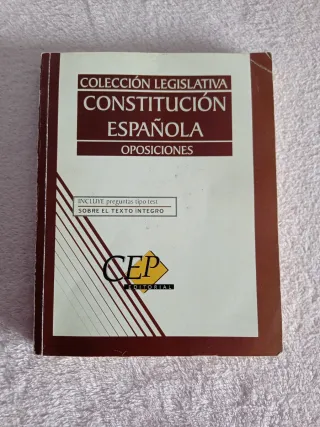 COLECCIÓN LEGISLATIVA
CONSTITUCIÓN
ESPAÑOLA
OPOSICIONES
INCLUYE preguntas tipo test
SOBRE EL TEXTO INTEGRO
CEP
EDITORIAL